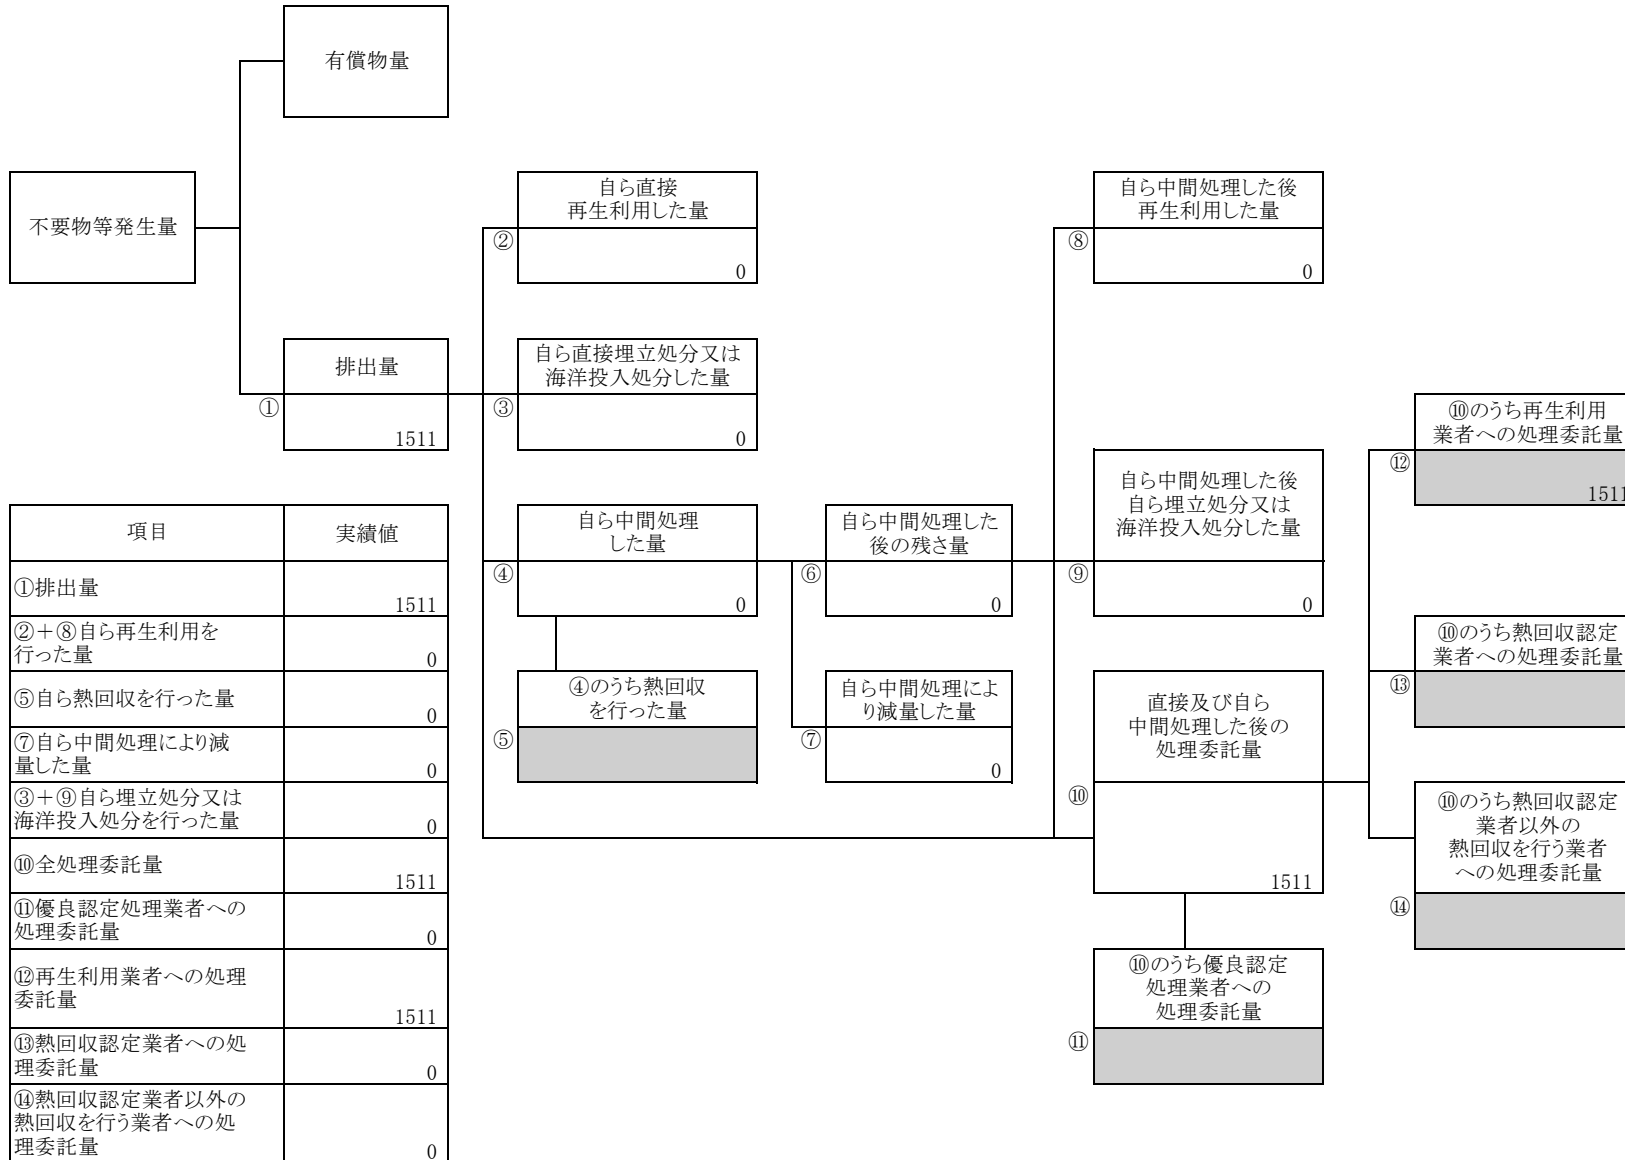 有償物量
不要物等発生量
自ら直接
再生利用した量
②
0
自ら中間処理した後
再生利用した量
⑧
0
排出量
①
1511
自ら直接埋立処分又は
海洋投入処分した量
③
0
⑩のうち再生利用
業者への処理委託量
⑫
1511
自ら中間処理
した量
④
0
自ら中間処理した
後の残さ量
⑥
0
自ら中間処理した後
自ら埋立処分又は
海洋投入処分した量
⑨
0
⑩のうち熱回収認定
業者への処理委託量
⑬
④のうち熱回収
を行った量
⑤
自ら中間処理によ
り減量した量
⑦
0
直接及び自ら
中間処理した後の
処理委託量
⑩
1511
⑩のうち熱回収認定
業者以外の
熱回収を行う業者
への処理委託量
⑭
⑩のうち優良認定
処理業者への
処理委託量
⑪
項目
実績値
①排出量
1511
②＋⑧自ら再生利用を
行った量
0
⑤自ら熱回収を行った量
0
⑦自ら中間処理により減
量した量
0
③＋⑨自ら埋立処分又は
海洋投入処分を行った量
0
⑩全処理委託量
1511
⑪優良認定処理業者への
処理委託量
0
⑫再生利用業者への処理
委託量
1511
⑬熱回収認定業者への処
理委託量
0
⑭熱回収認定業者以外の
熱回収を行う業者への処
理委託量
0